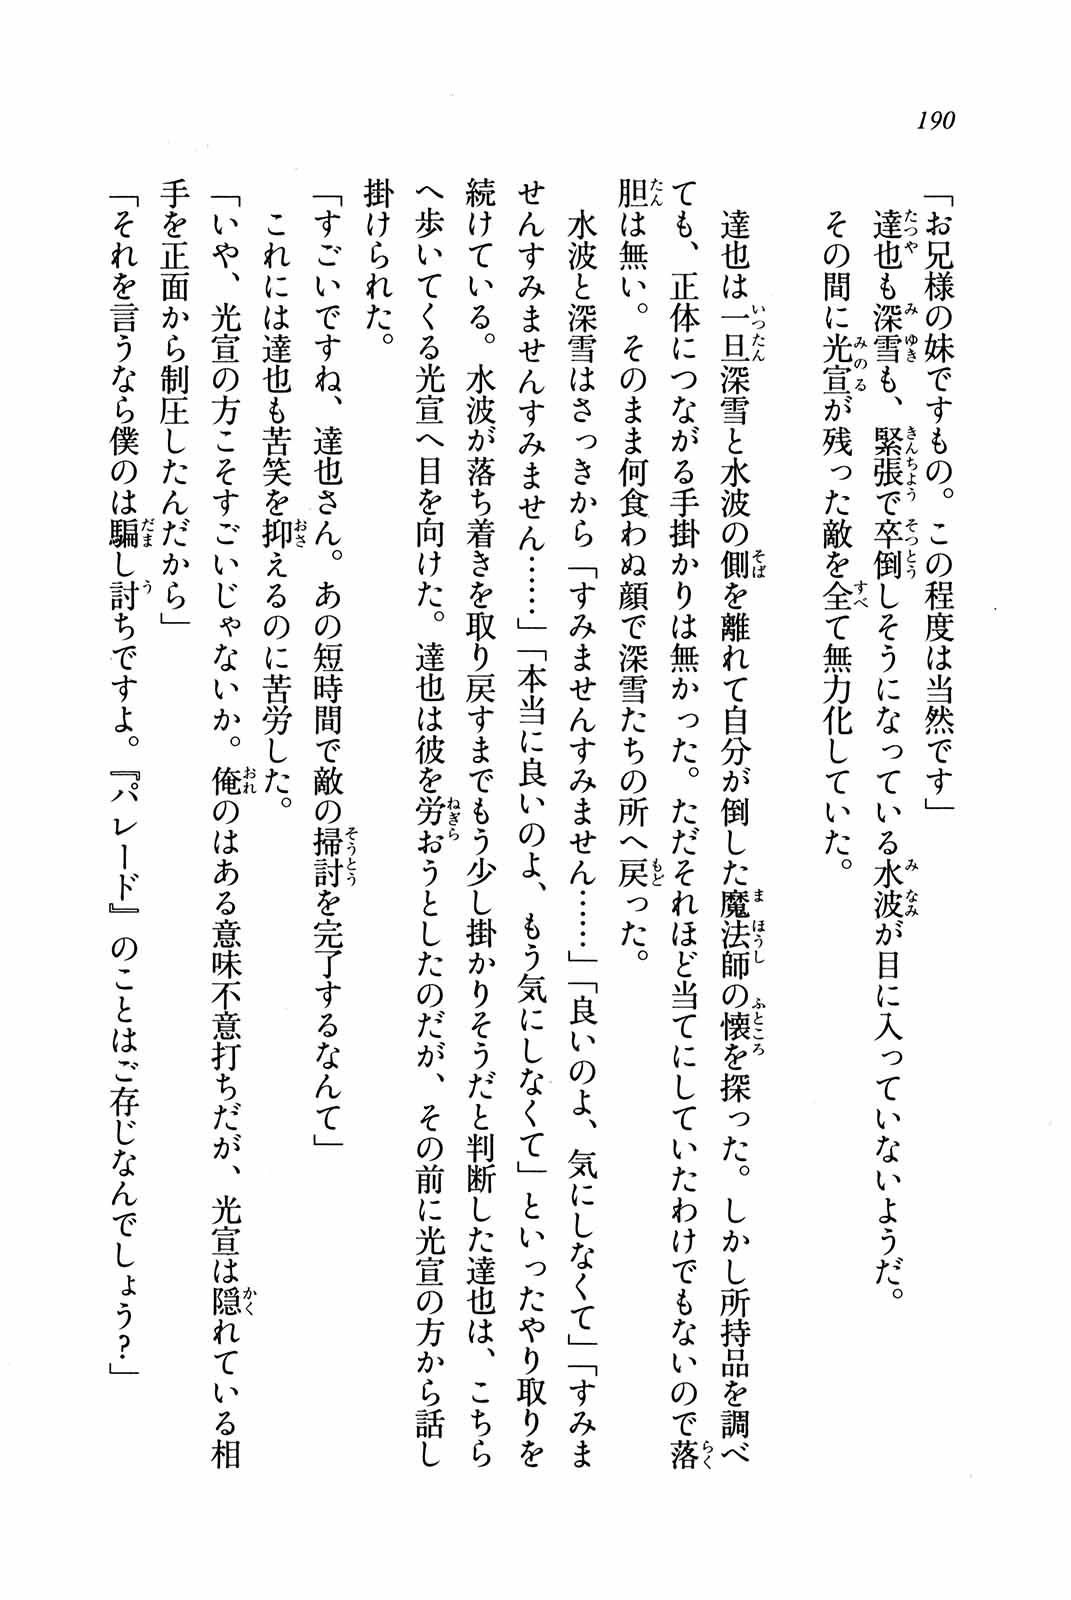 190
「お兄様の妹ですもの。この程度は当然です」
達也も深雪も、緊張で卒倒しそうになっている水波が目に入っていないようだ。
その間に光宣が残った敵を全て無力化していた。
達也は一旦深雪と水波の側を離れて自分が倒した魔法師の懐を探った。しかし所持品を調べ
ても、正体につながる手掛かりは無かった。ただそれほど当てにしていたわけでもないので落
胆は無い。そのまま何食わぬ顔で深雪たちの所へ戻った。
水波と深雪はさっきから「すみませんすみません……」「良いのよ、気にしなくて」「すみま
せんすみませんすみません……」「本当に良いのよ、もう気にしなくて」といったやり取りを
続けている。水波が落ち着きを取り戻すまでもう少し掛かりそうだと判断した達也は、こちら
へ歩いてくる光宣へ目を向けた。達也は彼を労おうとしたのだが、その前に光宣の方から話し
掛けられた。
「すごいですね、達也さん。あの短時間で敵の掃討を完了するなんて」
これには達也も苦笑を抑えるのに苦労した。
「いや、光宣の方こそすごいじゃないか。俺のはある意味不意打ちだが、光宣は隠れている相
手を正面から制圧したんだから」
「それを言うなら僕のは騙し討ちですよ。『パレード』のことはご存じなんでしょう？」